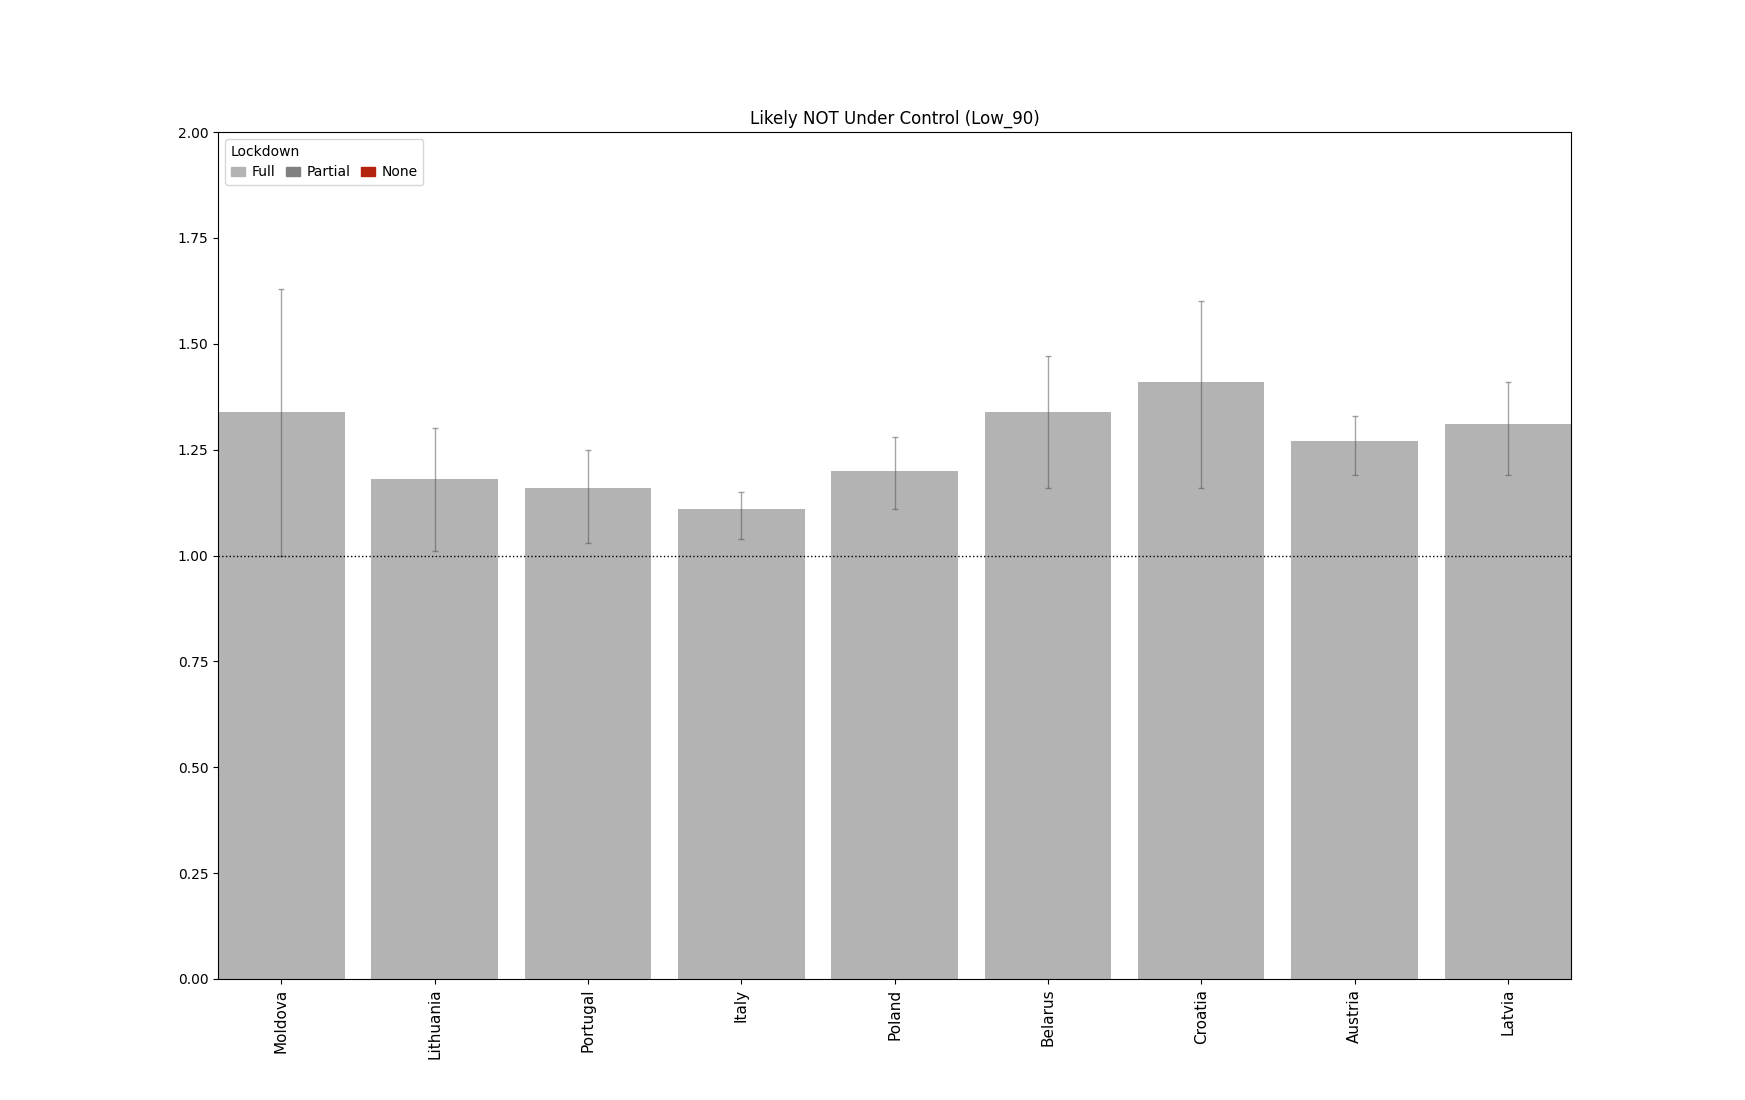 Likely NOT Under Control (Low_90)
2.00
Lockdown
Full Partial None
1.75
1.50
1.25
1.00
0.75
0.50
0.25
0.00
Moldova
Lithuania
Portugal
Italy
Poland
Belarus
Croatia
Austria
Latvia